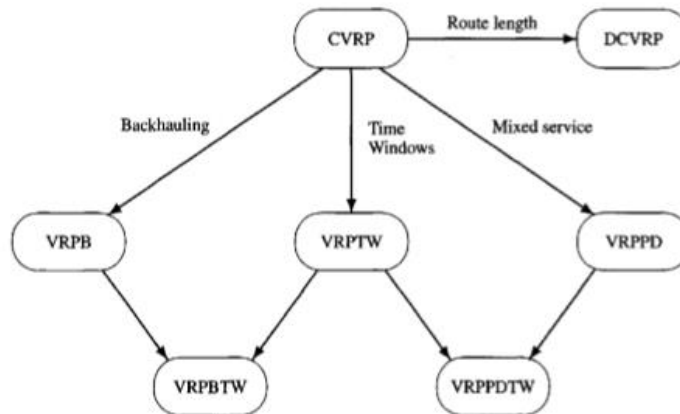 CVRP
Route length
DCVRP
Backhauling
Time
Windows
Mixed service
VRPB
VRPTW
VRPPD
VRPBTW
VRPPDTW